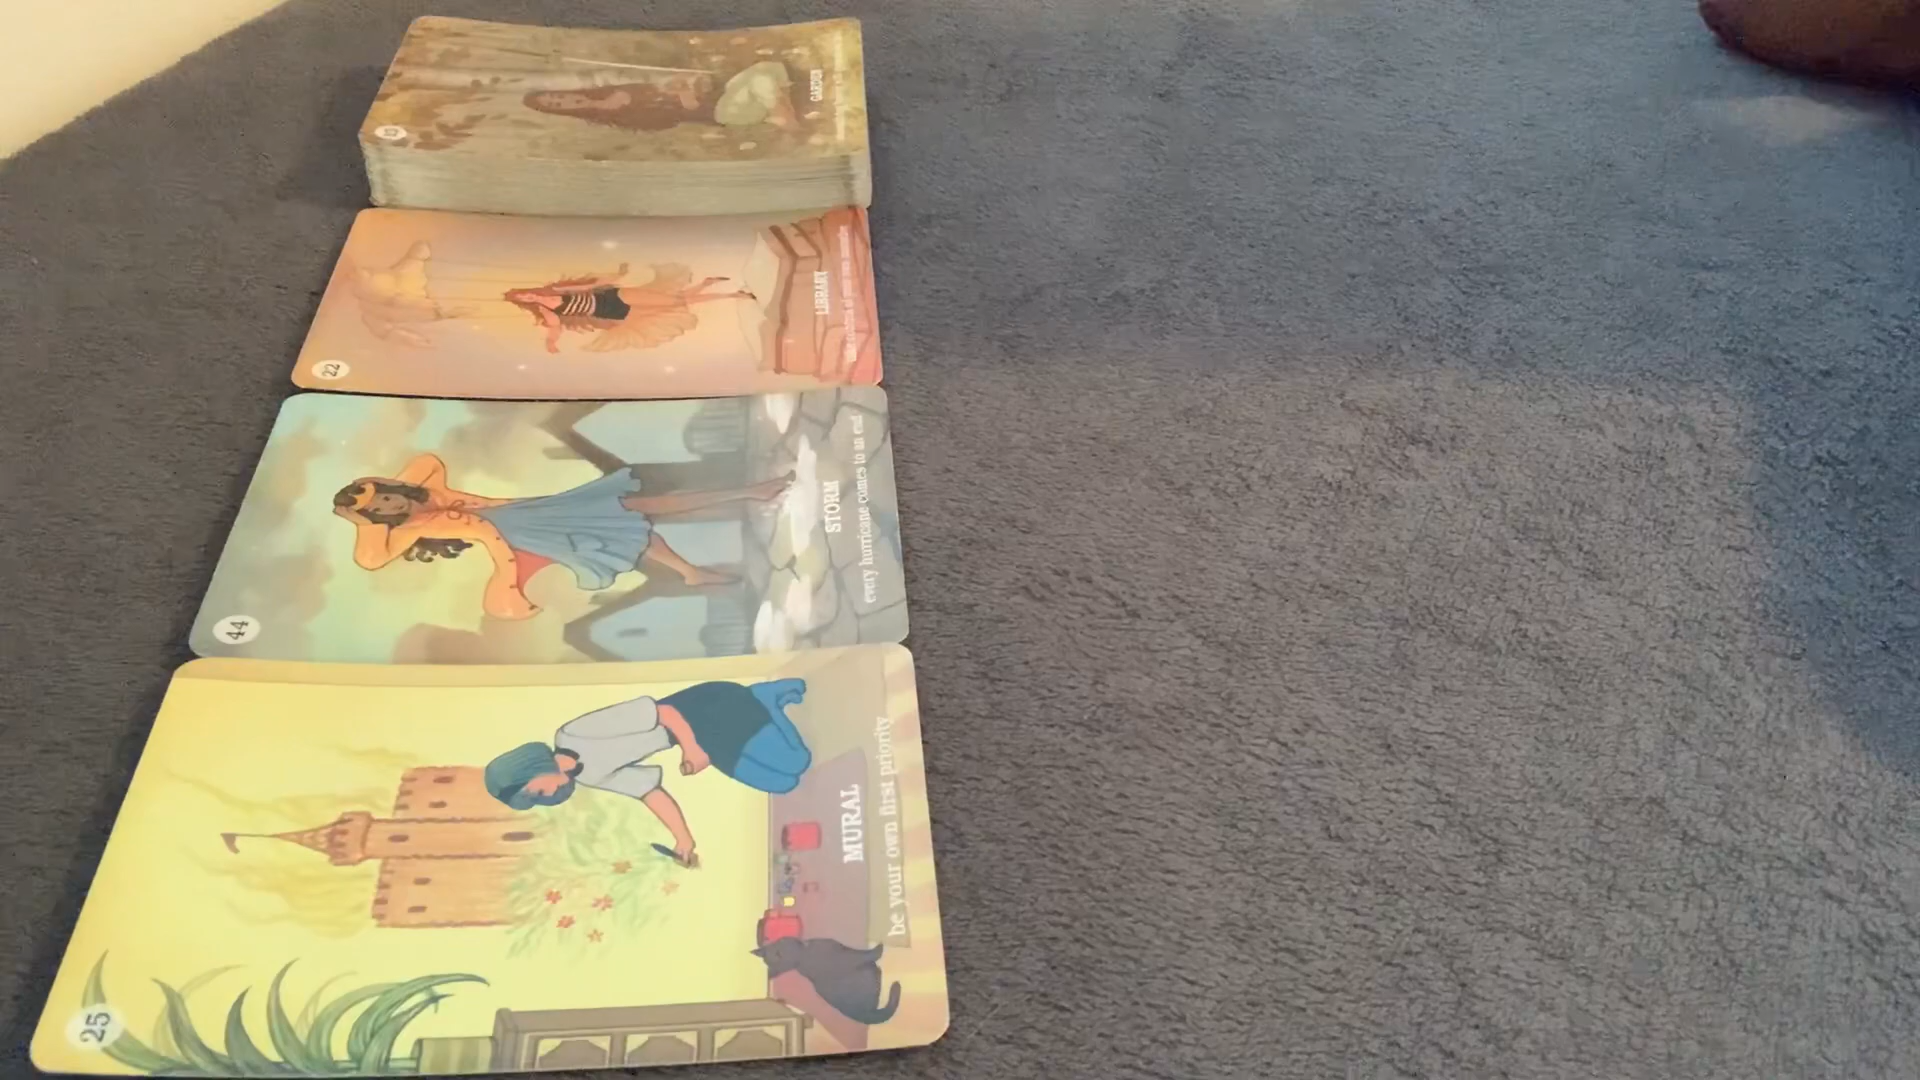 GARDEN
22
LIBRARY
44
STORM
every hurricane comes to an end
25
MURAL
be your own first priority